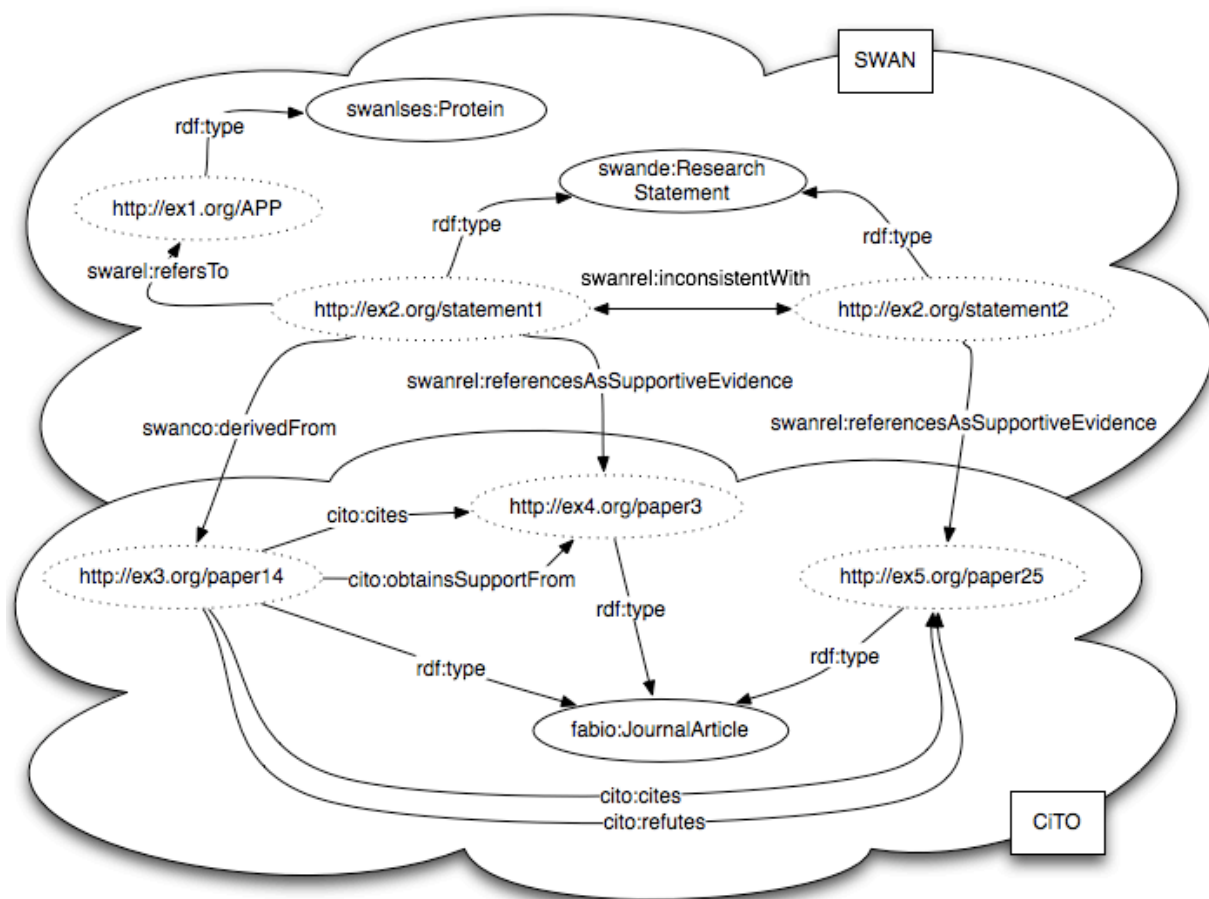 SWAN
swanlses:Protein
rdf:type
swande:Research
Statement
http://ex1.org/APP
rdf:type
rdf:type
swarel:refersTo
swanrel:inconsistentWith
http://ex2.org/statement1
http://ex2.org/statement2
swanrel:referencesAsSupportiveEvidence
swanco:derivedFrom
swanrel:referencesAsSupportiveEvidence
http://ex4.org/paper3
cito:cites
http://ex3.org/paper14
cito:obtainsSupportFrom
http://ex5.org/paper25
rdf:type
rdf:type
rdf:type
fabio:JournalArticle
cito:cites
cito:refutes
CiTO